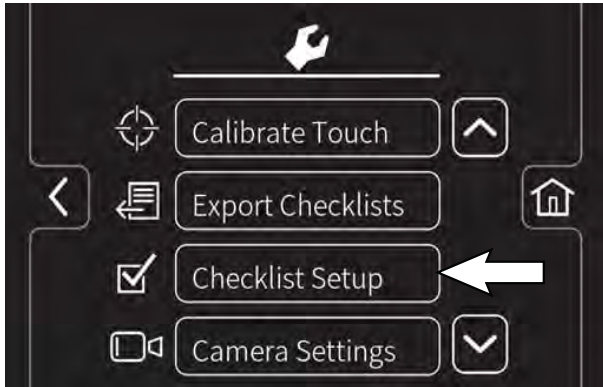 Calibrate Touch
Export Checklists
Checklist Setup
Camera Settings